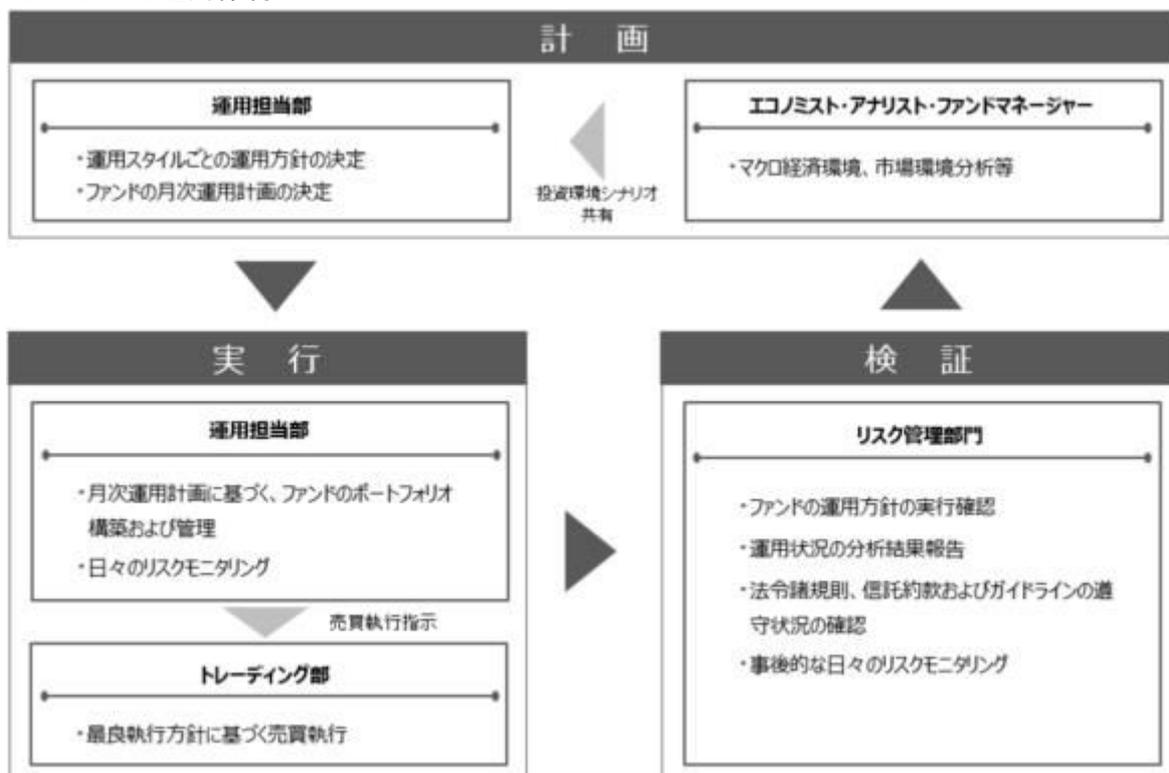 計 画
運用担当部
・運用スタイルごとの運用方針の決定
・ファンドの月次運用計画の決定
投資環境シナリオ
共有
エコノミスト・アナリスト・ファンドマネージャー
・マクロ経済環境、市場環境分析等
実 行
運用担当部
・月次運用計画に基づく、ファンドのポートフォリオ
構築および管理
・日々のリスクモニタリング
売買執行指示
トレーディング部
・最良執行方針に基づく売買執行
検 証
リスク管理部門
・ファンドの運用方針の実行確認
・運用状況の分析結果報告
・法令諸規則、信託約款およびガイドラインの遵
守状況の確認
・事後的な日々のリスクモニタリング